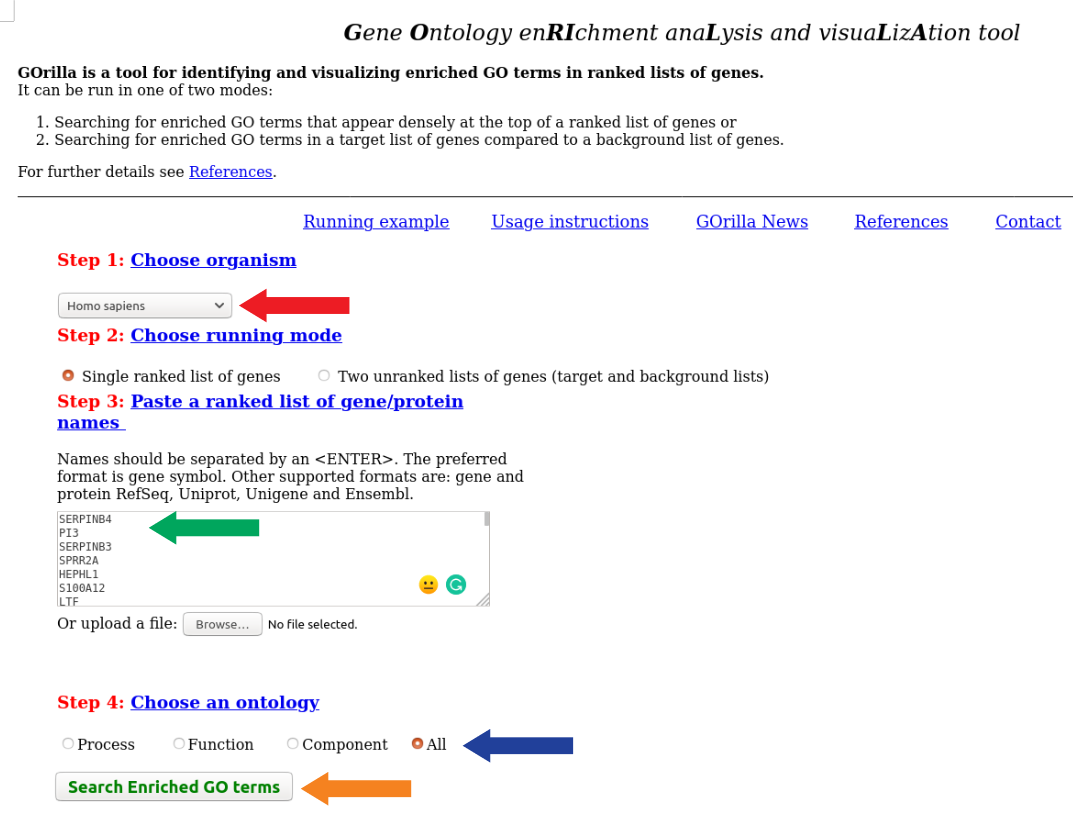 Gene Ontology enRIchment anaLysis and visuaLizAtion tool
GOrilla is a tool for identifying and visualizing enriched GO terms in ranked lists of genes.
It can be run in one of two modes:
1. Searching for enriched GO terms that appear densely at the top of a ranked list of genes or
2. Searching for enriched GO terms in a target list of genes compared to a background list of genes.
For further details see References.
Running example Usage instructions GOrilla News References Contact
Step 1: Choose organism
Homo sapiens
Step 2: Choose running mode
Single ranked list of genes Two unranked lists of genes (target and background lists)
Step 3: Paste a ranked list of gene/protein
names
Names should be separated by an <ENTER>. The preferred
format is gene symbol. Other supported formats are: gene and
protein RefSeq, Uniprot, Unigene and Ensembl.
SERPINB4
PI3
SERPINB3
SPRR2A
HEPHL1
S100A12
LTF
Or upload a file: Browse... No file selected.
Step 4: Choose an ontology
Process Function Component All
Search Enriched GO terms